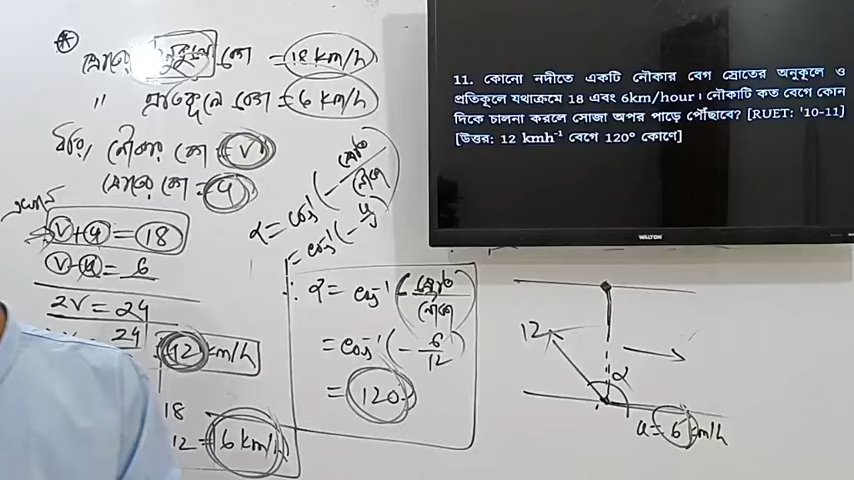 স্রোতের অনুকূলে বেগ = 18 km/h
" প্রতিকূলে বেগ = 6 km/h
ধরি, নৌকার বেগ = v
স্রোতের বেগ = u
v+u = 18
v-u = 6
2v = 24
24
12 km/h
18
12 = 6 km/h
α = cos⁻¹(-স্রোত/নৌকা)
= cos⁻¹(-u/v)
∴ α = cos⁻¹(-স্রোত/নৌকা)
= cos⁻¹(-6/12)
= 120
11. কোনো নদীতে একটি নৌকার বেগ স্রোতের অনুকূলে ও
প্রতিকূলে যথাক্রমে 18 এবং 6km/hour। নৌকাটি কত বেগে কোন
দিকে চালনা করলে সোজা অপর পাড়ে পৌঁছাবে? [RUET: '10-11]
[উত্তর: 12 kmh⁻¹ বেগে 120° কোণে]
WALTON
12
α
u = 6 km/h